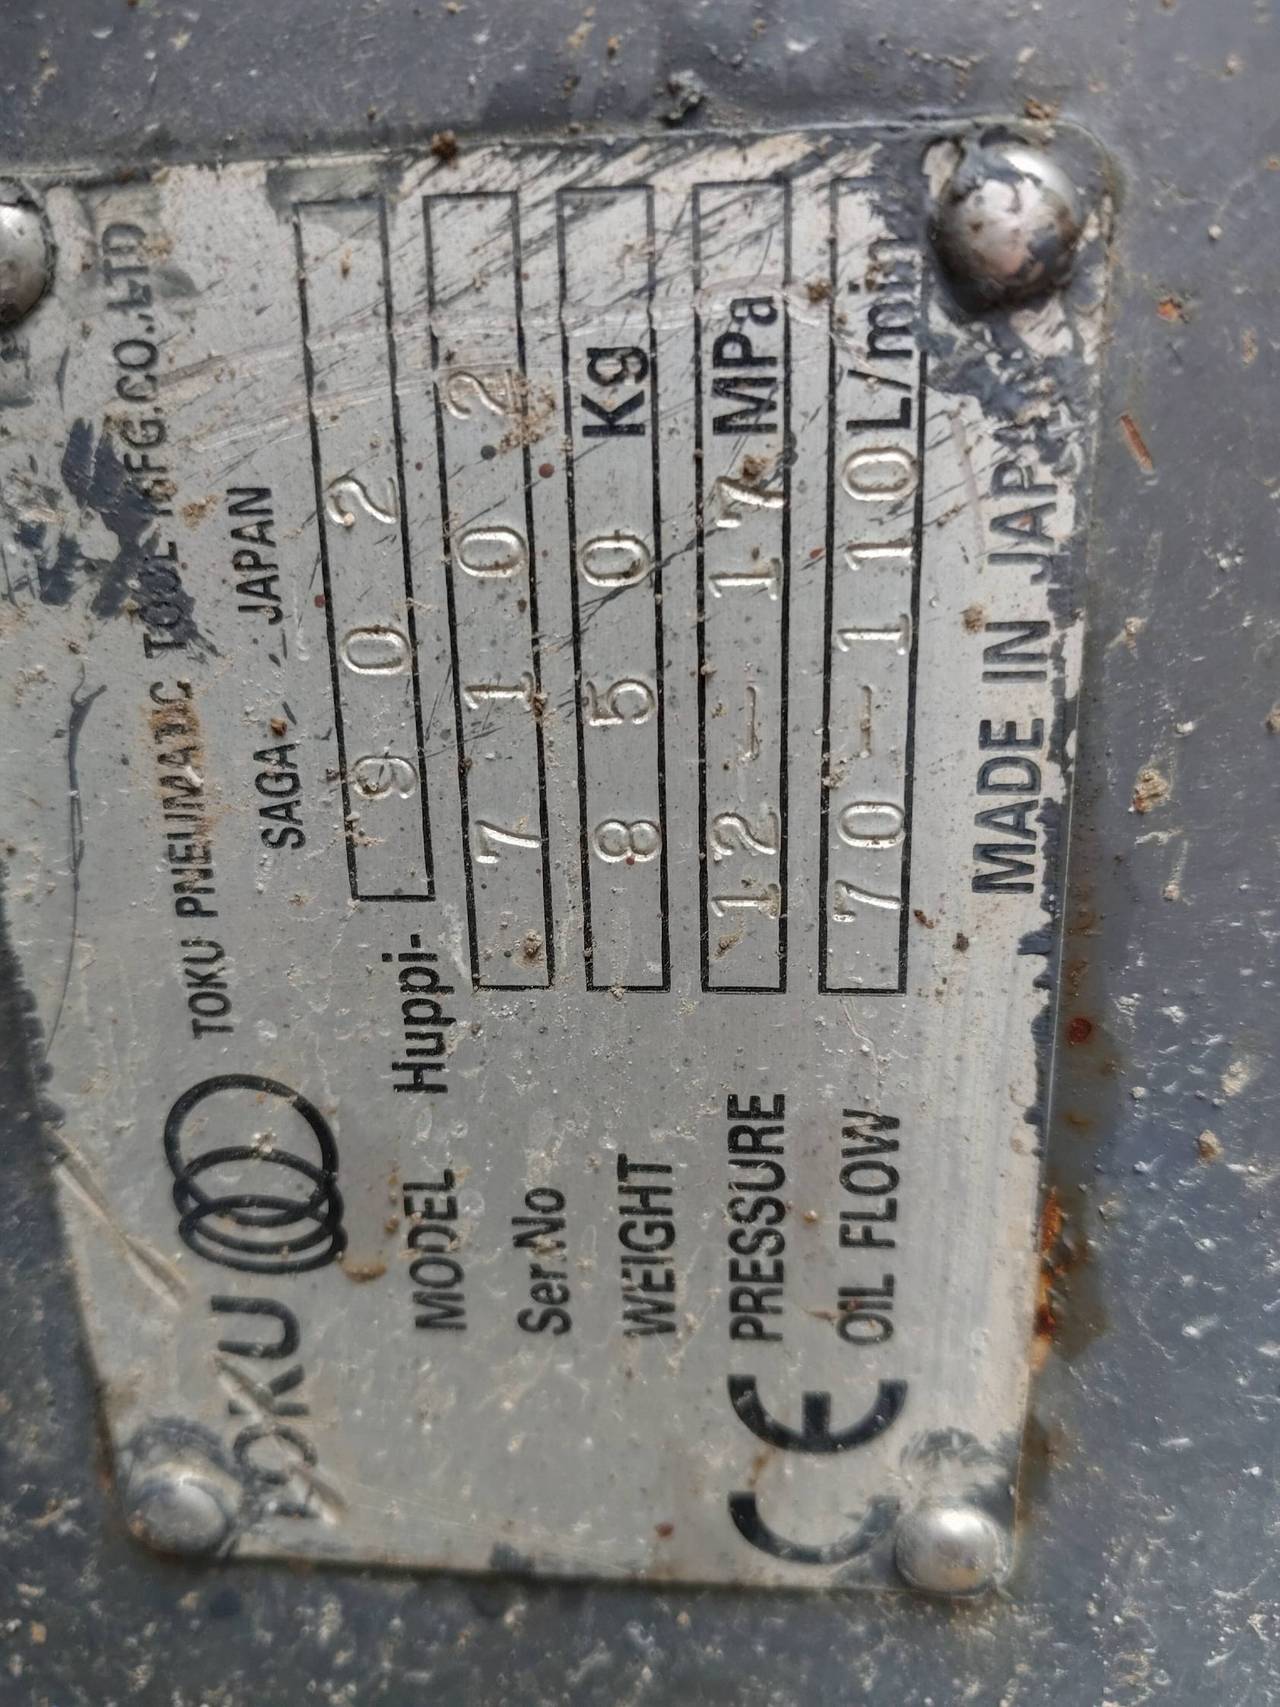 TOKU
TOKU PNEUMATIC TOOL MFG.CO.,LTD
SAGA JAPAN
MODEL Huppi- 902
Ser.No 7102
WEIGHT 850 Kg
PRESSURE 12-17 MPa
OIL FLOW 70-110 L/min
CE
MADE IN JAPAN